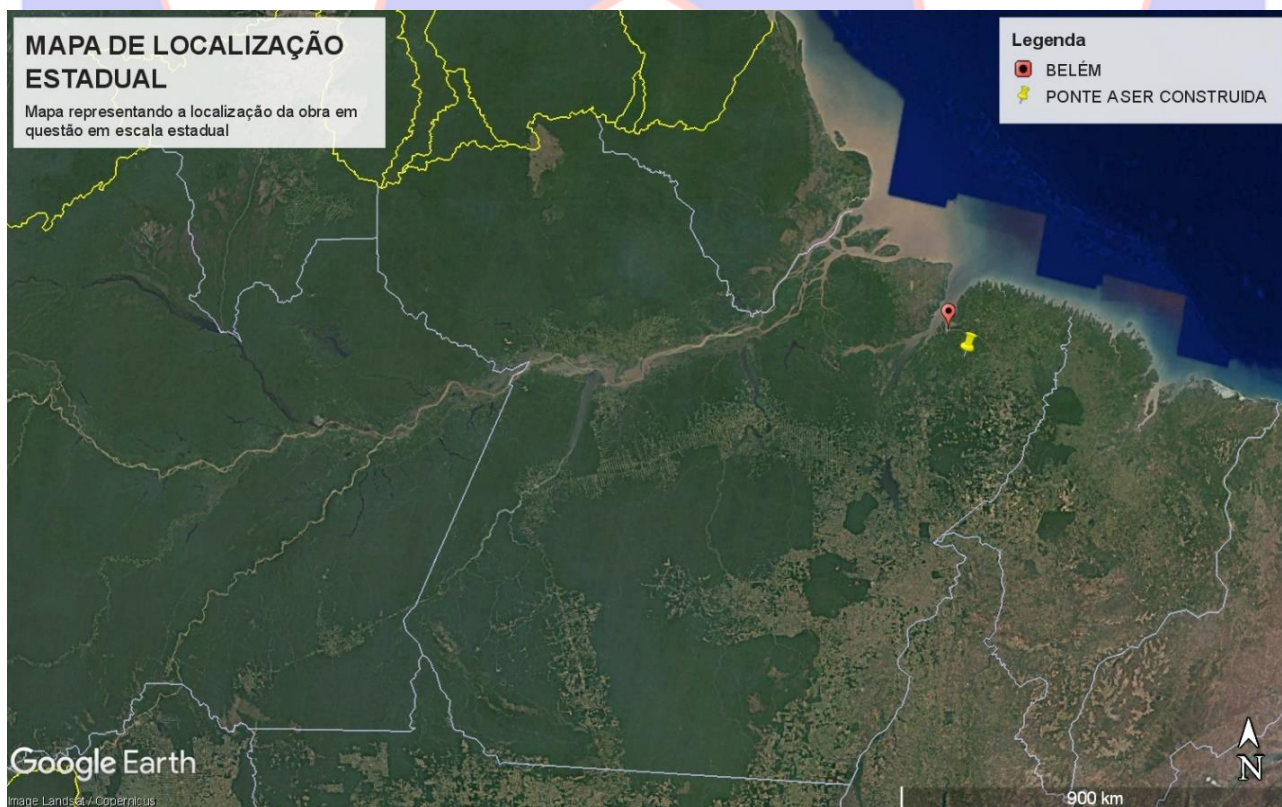 MAPA DE LOCALIZAÇÃO
ESTADUAL
Mapa representando a localização da obra em
questão em escala estadual
Legenda
BELÉM
PONTE ASER CONSTRUIDA
Google Earth
Image Landsat / Copernicus
900 km
N